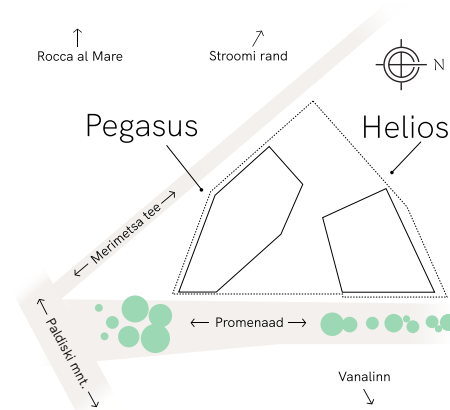 Rocca al Mare
Stroomi rand
N
Pegasus
Helios
Merimetsa tee
Promenaad
Paldiski mnt.
Vanalinn